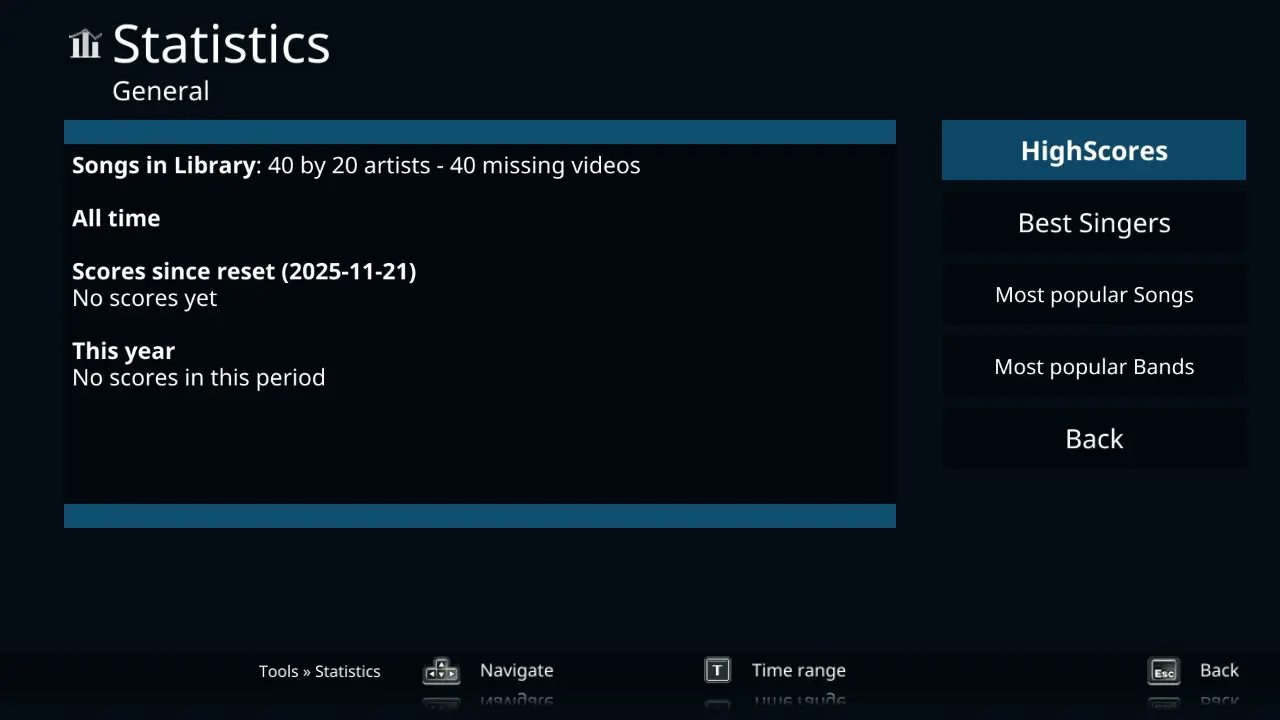 Statistics
General
Songs in Library: 40 by 20 artists - 40 missing videos
All time
Scores since reset (2025-11-21)
No scores yet
This year
No scores in this period
HighScores
Best Singers
Most popular Songs
Most popular Bands
Back
Tools » Statistics
Navigate
T
Time range
Esc
Back